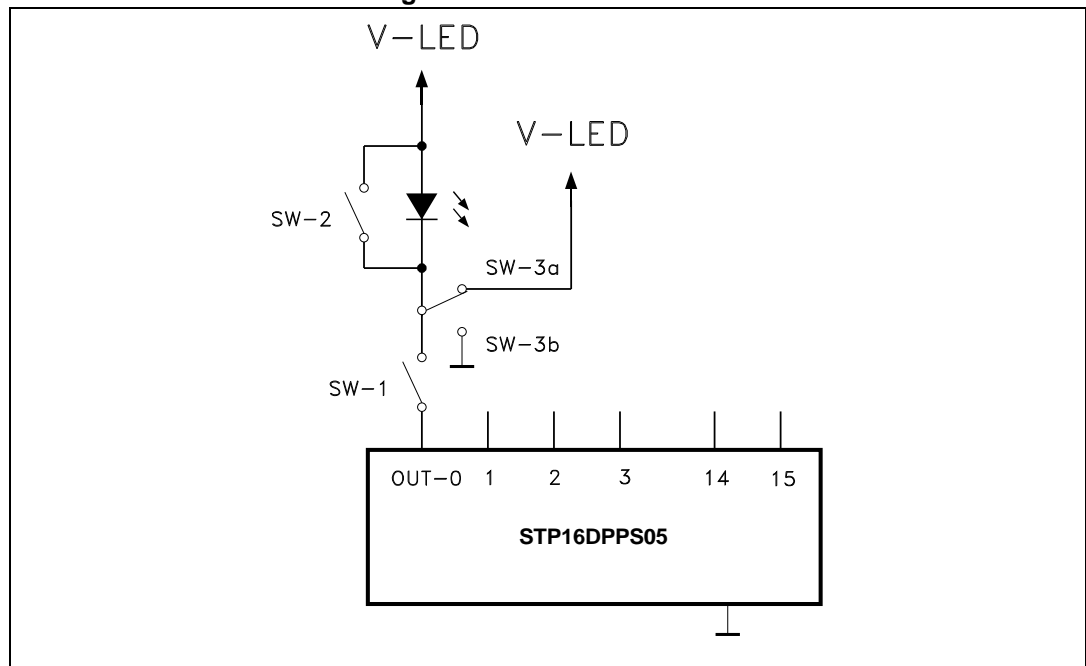 V-LED
V-LED
SW-2
SW-3a
SW-3b
SW-1
OUT-0 1 2 3 14 15
STP16DPPS05